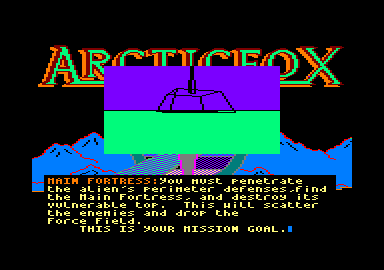 ARCTICFOX
MAIN FORTRESS:you must penetrate
the alien's perimeter defenses,find
the Main Fortress, and destroy its
vulnerable top. This will scatter
the enemies and drop the
Force Field.
THIS IS YOUR MISSION GOAL.